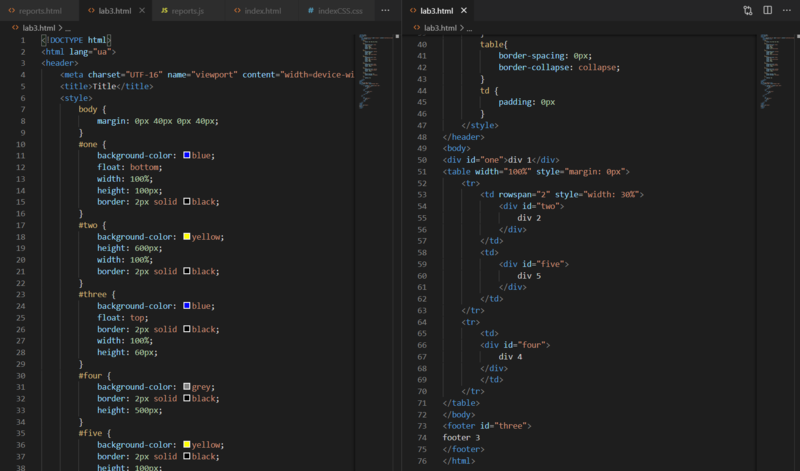 reports.html
lab3.html
reports.js
index.html
indexCSS.css
lab3.html > ...
1 <!DOCTYPE html>
2 <html lang="ua">
3 <header>
4 <meta charset="UTF-16" name="viewport" content="width=device-wi
5 <title>Title</title>
6 <style>
7 body {
8 margin: 0px 40px 0px 40px;
9 }
10 #one {
11 background-color: blue;
12 float: bottom;
13 width: 100%;
14 height: 100px;
15 border: 2px solid black;
16 }
17 #two {
18 background-color: yellow;
19 height: 600px;
20 width: 100%;
21 border: 2px solid black;
22 }
23 #three {
24 background-color: blue;
25 float: top;
26 border: 2px solid black;
27 width: 100%;
28 height: 60px;
29 }
30 #four {
31 background-color: grey;
32 border: 2px solid black;
33 height: 500px;
34 }
35 #five {
36 background-color: yellow;
37 border: 2px solid black;
38 height: 100px;
lab3.html
lab3.html > ...
40 }
40 table{
41 border-spacing: 0px;
42 border-collapse: collapse;
43 }
44 td {
45 padding: 0px
46 }
47 </style>
48 </header>
49 <body>
50 <div id="one">div 1</div>
51 <table width="100%" style="margin: 0px">
52 <tr>
53 <td rowspan="2" style="width: 30%">
54 <div id="two">
55 div 2
56 </div>
57 </td>
58 <td>
59 <div id="five">
60 div 5
61 </div>
62 </td>
63 </tr>
64 <tr>
65 <td>
66 <div id="four">
67 div 4
68 </div>
69 </td>
70 </tr>
71 </table>
72 </body>
73 <footer id="three">
74 footer 3
75 </footer>
76 </html>